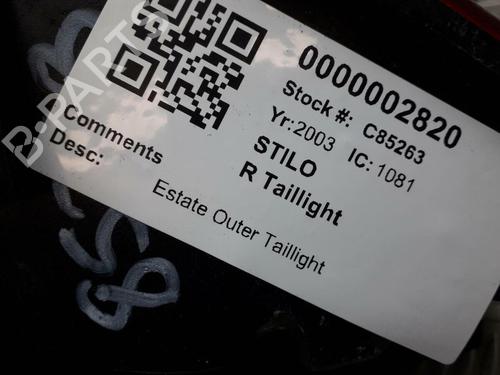 0000002820
Stock #: C85263
Yr:2003 IC:1081
STILO
R Taillight
Comments
Desc:
Estate Outer Taillight
B-PARTS